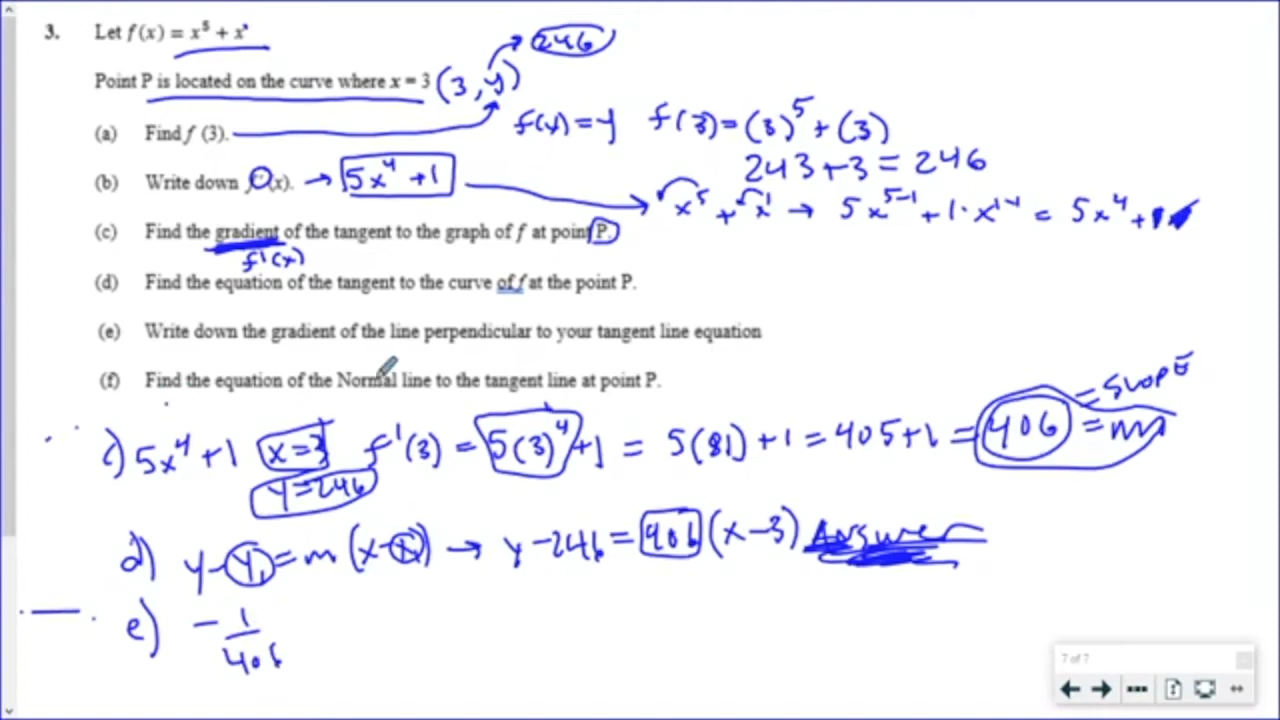 3. Let f(x) = x⁵ + x¹
246
Point P is located on the curve where x = 3 (3, y)
(a) Find f (3). f(x) = y f(3) = (3)⁵ + (3)
243 + 3 = 246
(b) Write down f'(x). → 5x⁴ + 1
x⁵ + x¹ → 5x⁵⁻¹ + 1·x¹⁻¹ = 5x⁴ + 1
(c) Find the gradient of the tangent to the graph of f at point P.
f'(x)
(d) Find the equation of the tangent to the curve of f at the point P.
(e) Write down the gradient of the line perpendicular to your tangent line equation
(f) Find the equation of the Normal line to the tangent line at point P.
c) 5x⁴ + 1 x = 3 f'(3) = 5(3)⁴ + 1 = 5(81) + 1 = 405 + 1 = 406 = SLOPE
= m
y = 246
d) y - y₁ = m (x - x₁) → y - 246 = 406 (x - 3) Answer
e) - 1/406
7 of 7